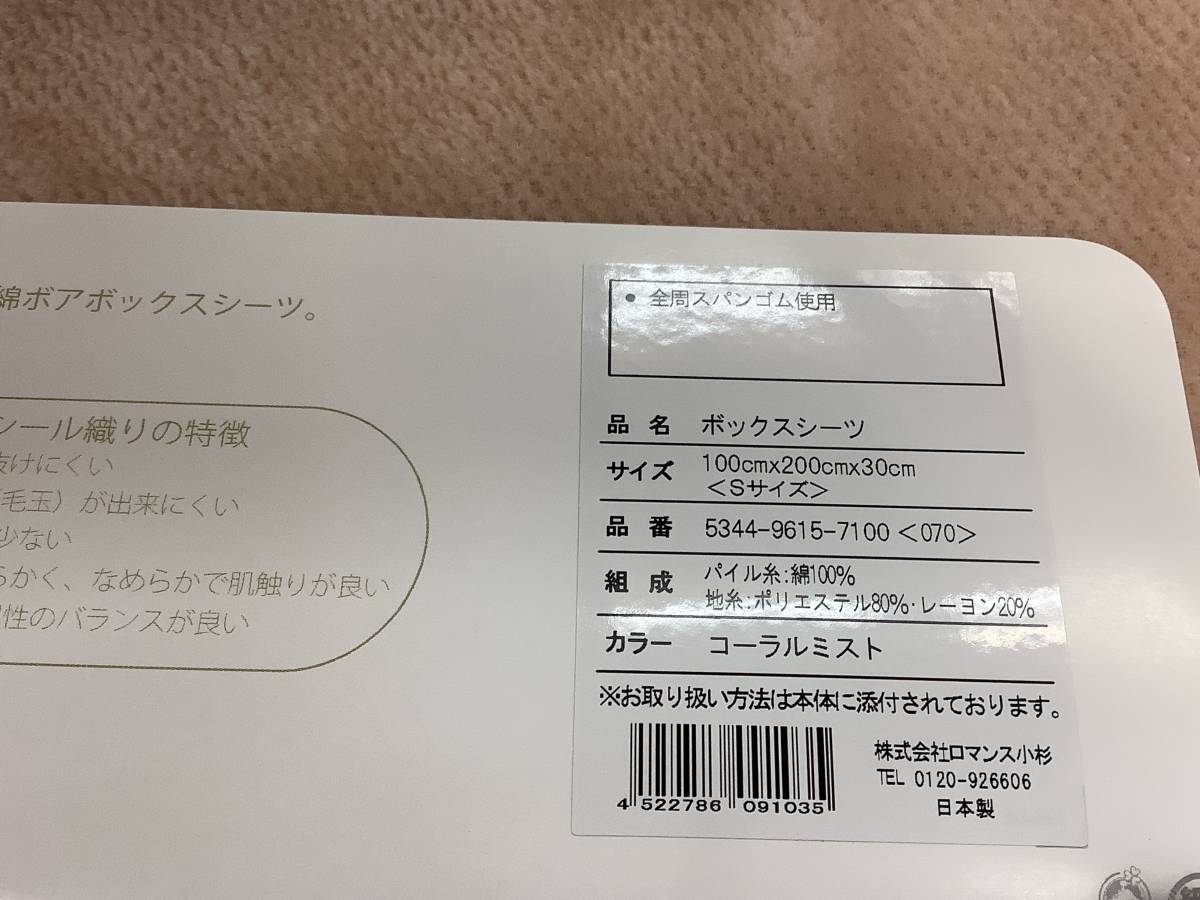 綿ボアボックスシーツ。
シール織りの特徴
抜けにくい
(毛玉)が出来にくい
少ない
らかく、なめらかで肌触りが良い
性のバランスが良い
• 全周スパンゴム使用
品名 ボックスシーツ
サイズ 100cmx200cmx30cm
<Sサイズ>
品番 5344-9615-7100<070>
組成 パイル糸:綿100%
地糸:ポリエステル80%・レーヨン20%
カラー コーラルミスト
※お取り扱い方法は本体に添付されております。
株式会社ロマンス小杉
TEL 0120-926606
日本製
4 522786 091035